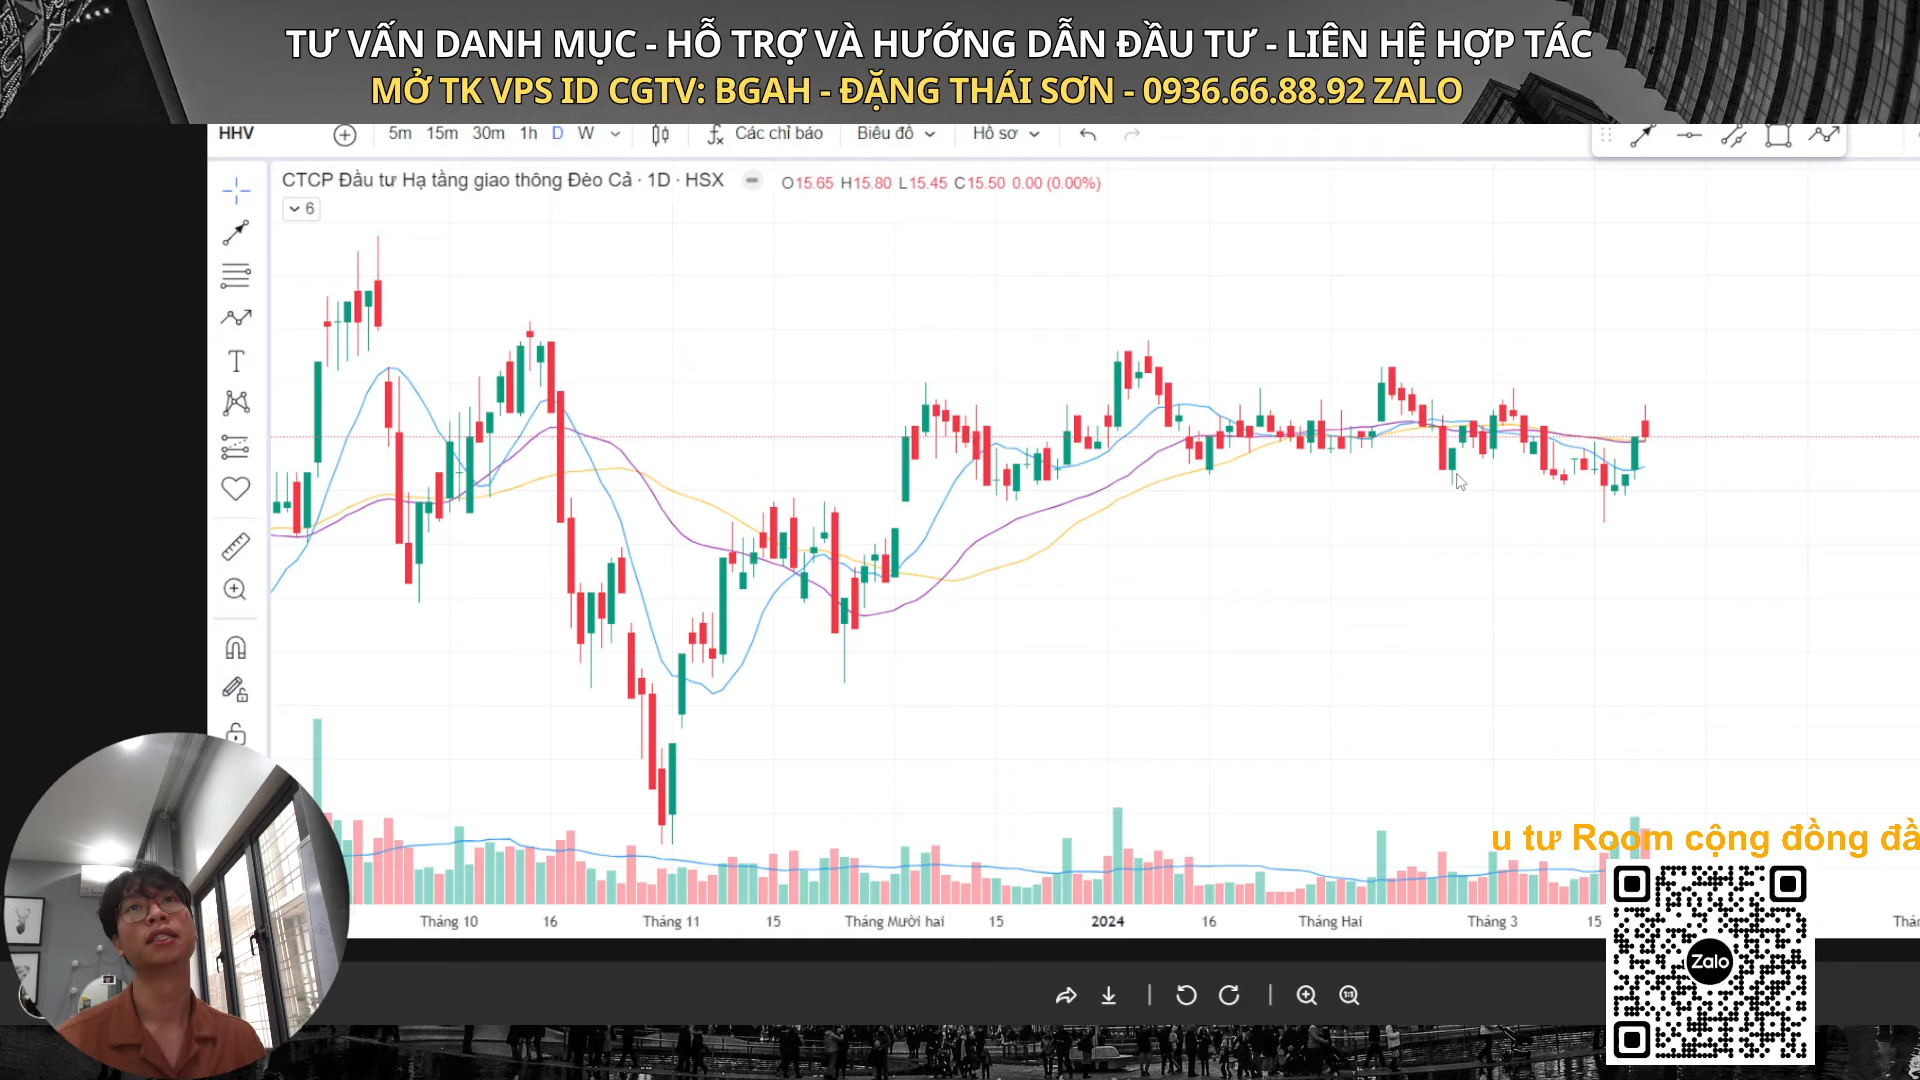 TƯ VẤN DANH MỤC - HỖ TRỢ VÀ HƯỚNG DẪN ĐẦU TƯ - LIÊN HỆ HỢP TÁC
MỞ TK VPS ID CGTV: BGAH - ĐẶNG THÁI SƠN - 0936.66.88.92 ZALO
HHV 5m 15m 30m 1h D W Các chỉ báo Biểu đồ Hồ sơ
CTCP Đầu tư Hạ tầng giao thông Đèo Cả · 1D · HSX O15.65 H15.80 L15.45 C15.50 0.00 (0.00%)
6
T
u tư Room cộng đồng đầ
Zalo
Tháng 10 16 Tháng 11 15 Tháng Mười hai 15 2024 16 Tháng Hai Tháng 3 15 Thán
1:1